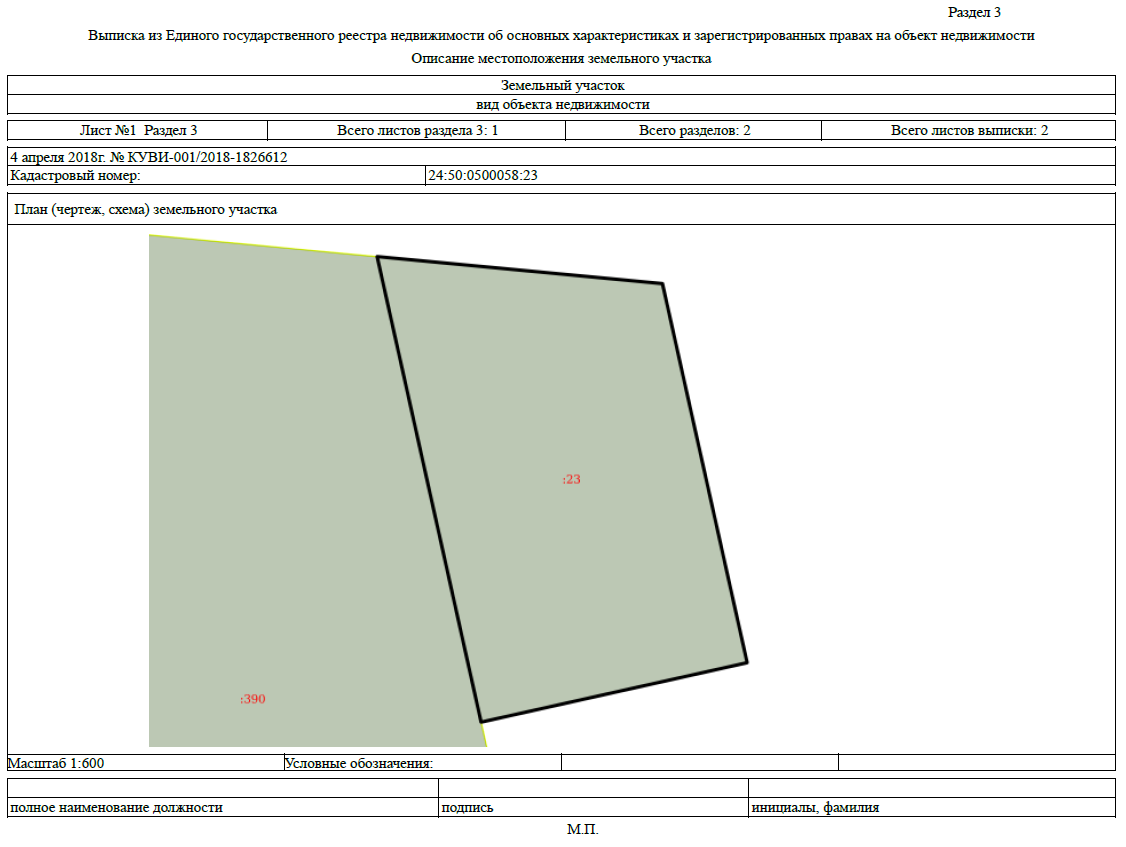 Раздел 3
Выписка из Единого государственного реестра недвижимости об основных характеристиках и зарегистрированных правах на объект недвижимости
Описание местоположения земельного участка
Земельный участок
вид объекта недвижимости
Лист №1 Раздел 3 Всего листов раздела 3: 1 Всего разделов: 2 Всего листов выписки: 2
4 апреля 2018г. № КУВИ-001/2018-1826612
Кадастровый номер: 24:50:0500058:23
План (чертеж, схема) земельного участка
:23
:390
Масштаб 1:600 Условные обозначения:
полное наименование должности подпись инициалы, фамилия
М.П.